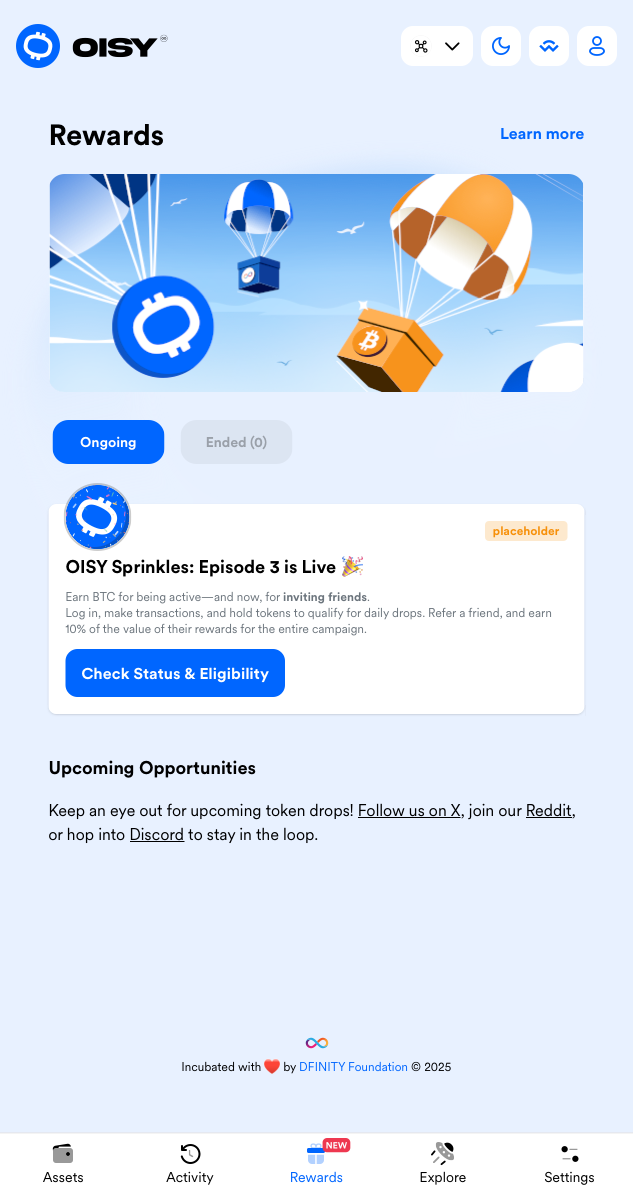 OISY
Rewards
Learn more
Ongoing
Ended (0)
placeholder
OISY Sprinkles: Episode 3 is Live 🎉
Earn BTC for being active—and now, for inviting friends.
Log in, make transactions, and hold tokens to qualify for daily drops. Refer a friend, and earn
10% of the value of their rewards for the entire campaign.
Check Status & Eligibility
Upcoming Opportunities
Keep an eye out for upcoming token drops! Follow us on X, join our Reddit,
or hop into Discord to stay in the loop.
Incubated with ❤️ by DFINITY Foundation © 2025
NEW
Assets
Activity
Rewards
Explore
Settings